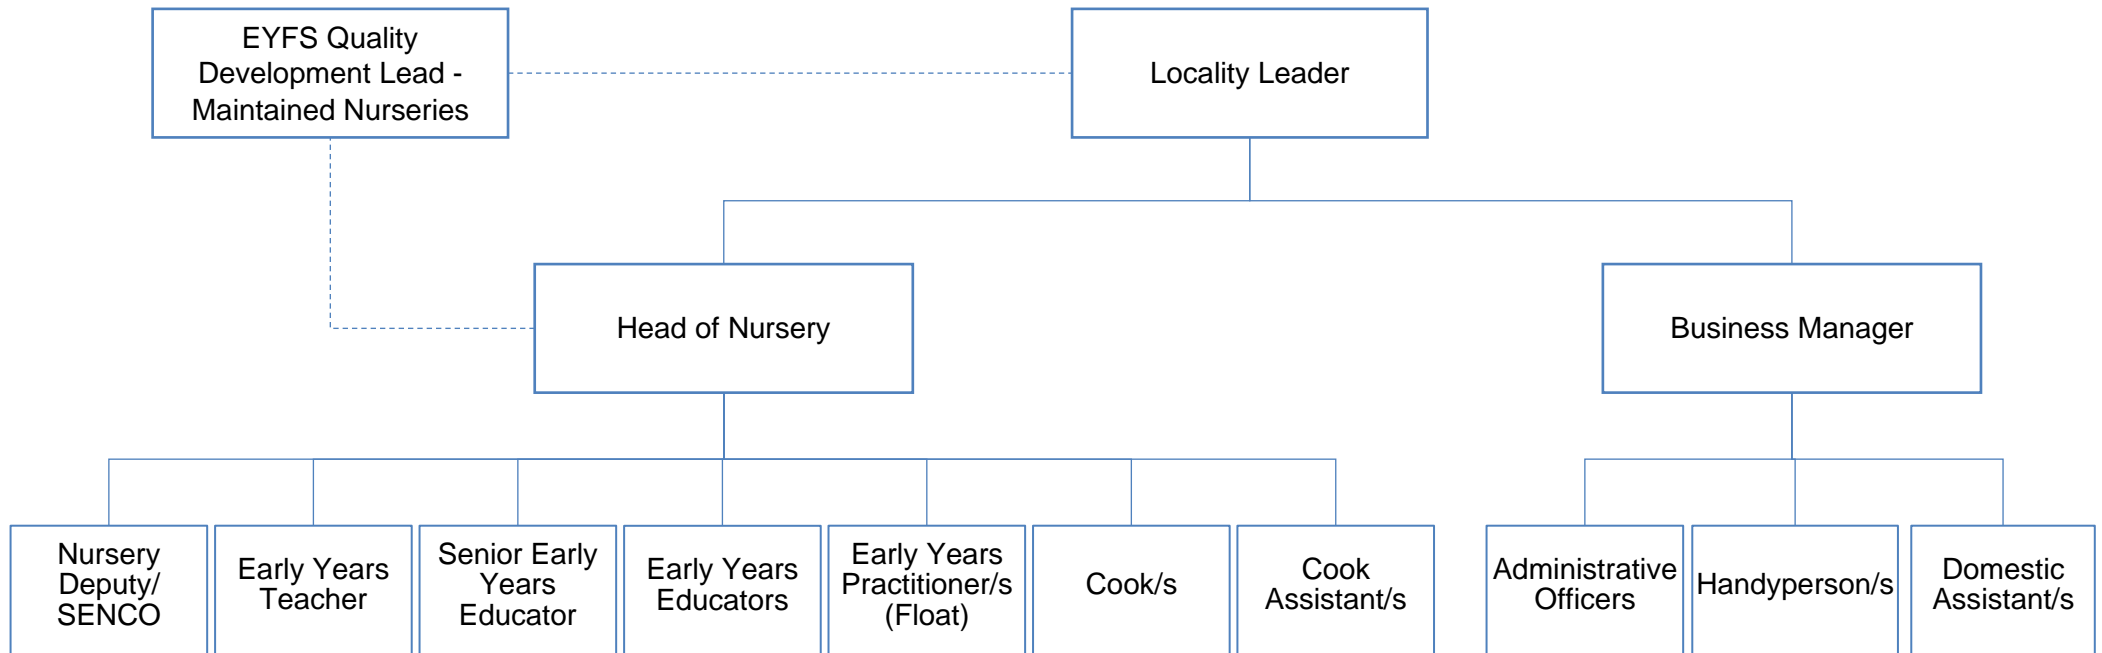 EYFS Quality
Development Lead -
Maintained Nurseries
Locality Leader
Head of Nursery
Business Manager
Nursery
Deputy/
SENCO
Early Years
Teacher
Senior Early
Years
Educator
Early Years
Educators
Early Years
Practitioner/s
(Float)
Cook/s
Cook
Assistant/s
Administrative
Officers
Handyperson/s
Domestic
Assistant/s